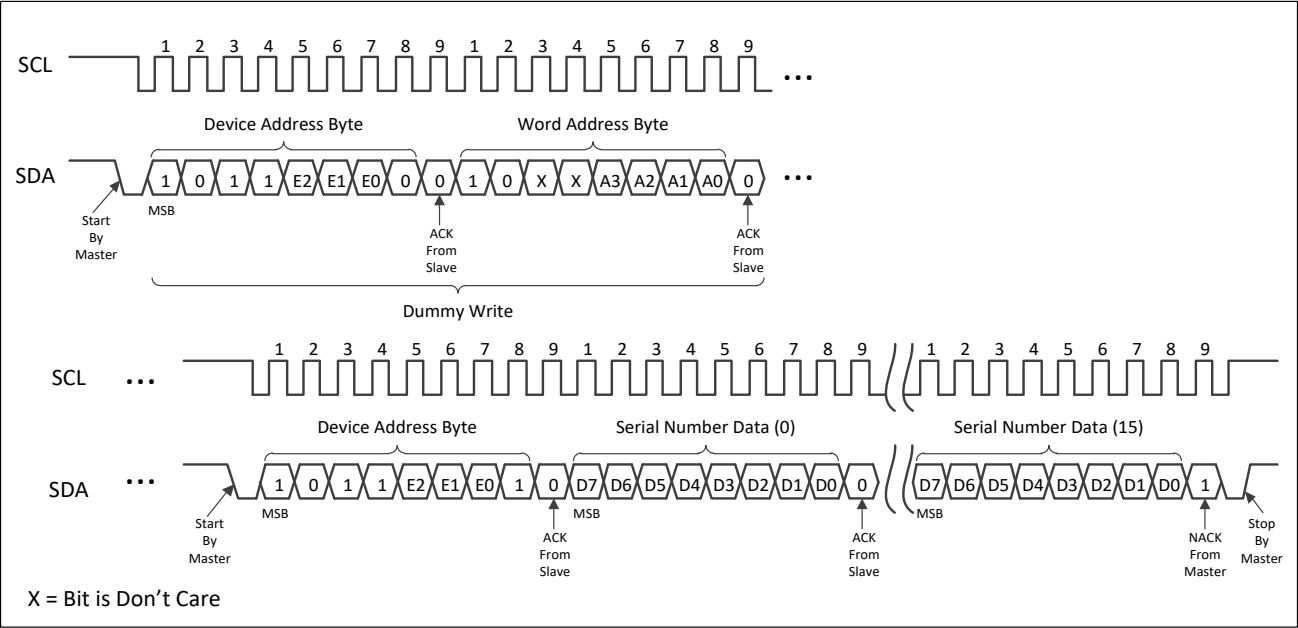 1 2 3 4 5 6 7 8 9 1 2 3 4 5 6 7 8 9
SCL ...
Device Address Byte Word Address Byte
SDA 1 0 1 1 E2 E1 E0 0 0 1 0 X X A3 A2 A1 A0 0 ...
MSB
Start
By
Master
ACK
From
Slave
ACK
From
Slave
Dummy Write
1 2 3 4 5 6 7 8 9 1 2 3 4 5 6 7 8 9 1 2 3 4 5 6 7 8 9
SCL ...
Device Address Byte Serial Number Data (0) Serial Number Data (15)
SDA ... 1 0 1 1 E2 E1 E0 1 0 D7 D6 D5 D4 D3 D2 D1 D0 0 D7 D6 D5 D4 D3 D2 D1 D0 1
MSB MSB MSB
Start
By
Master
ACK
From
Slave
ACK
From
Slave
NACK
From
Master
Stop
By
Master
X = Bit is Don’t Care